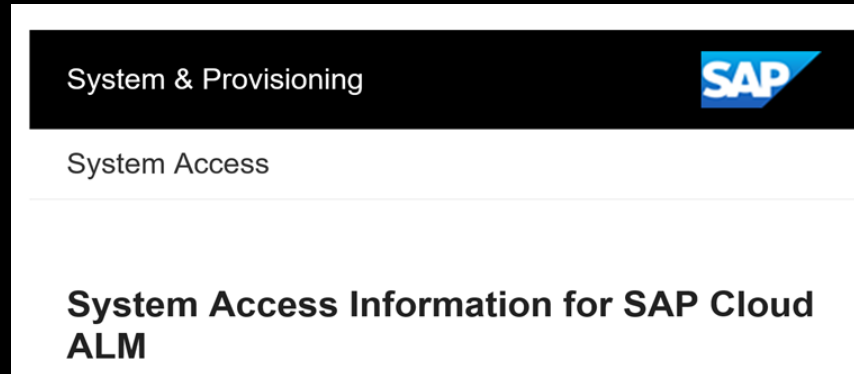 System & Provisioning
SAP
System Access
System Access Information for SAP Cloud
ALM